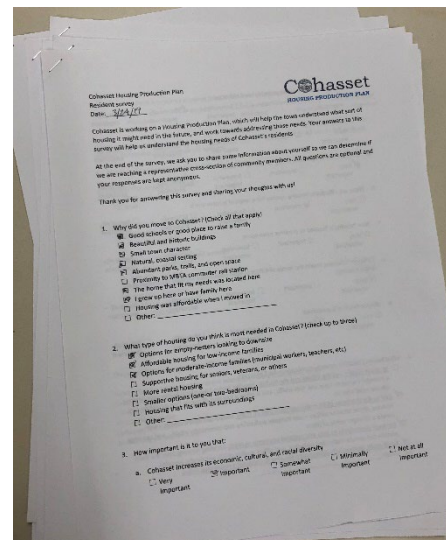 Cohasset Housing Production Plan
Resident survey
Date: 3/24/19
Cohasset
HOUSING PRODUCTION PLAN
Cohasset is working on a Housing Production Plan, which will help the town understand what sort of
housing it might need in the future, and work towards addressing those needs. Your answers to this
survey will help us understand the housing needs of Cohasset's residents.
At the end of the survey, we ask you to share some information about yourself so we can determine if
we are reaching a representative cross-section of community members. All questions are optional and
your responses are kept anonymous.
Thank you for answering this survey and sharing your thoughts with us!
1. Why did you move to Cohasset? (Check all that apply)
Good schools or good place to raise a family
Beautiful and historic buildings
Small town character
Natural, coastal setting
Abundant parks, trails, and open space
Proximity to MBTA commuter rail station
The home that fit my needs was located here
I grew up here or have family here
Housing was affordable when I moved in
Other:
2. What type of housing do you think is most needed in Cohasset? (check up to three)
Options for empty-nesters looking to downsize
Affordable housing for low-income families
Options for moderate-income families (municipal workers, teachers, etc)
Supportive housing for seniors, veterans, or others
More rental housing
Smaller options (one-or two-bedrooms)
Housing that fits with its surroundings
Other:
3. How important is it to you that:
a. Cohasset increases its economic, cultural, and racial diversity
Very Important Important Somewhat Important Minimally Important Not at all Important